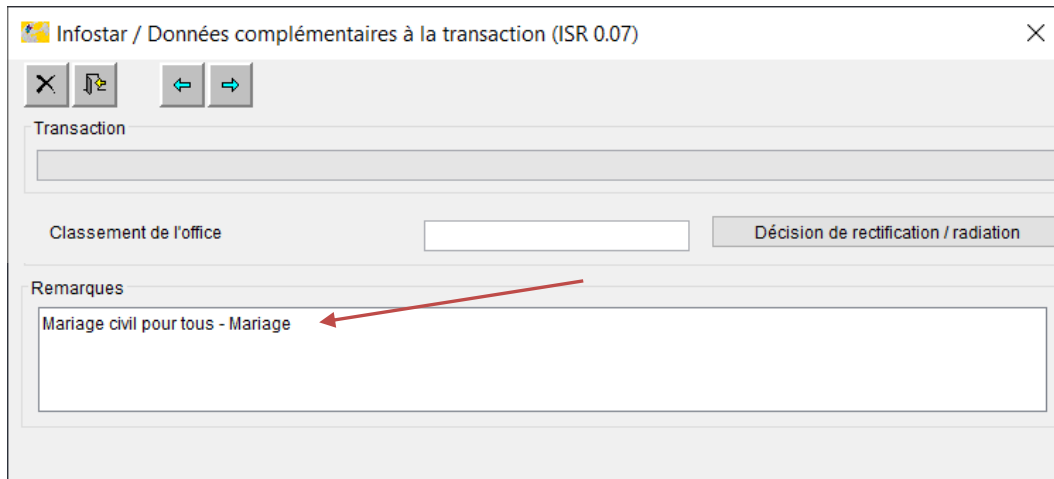 Infostar / Données complémentaires à la transaction (ISR 0.07)
Transaction
Classement de l'office
Décision de rectification / radiation
Remarques
Mariage civil pour tous - Mariage